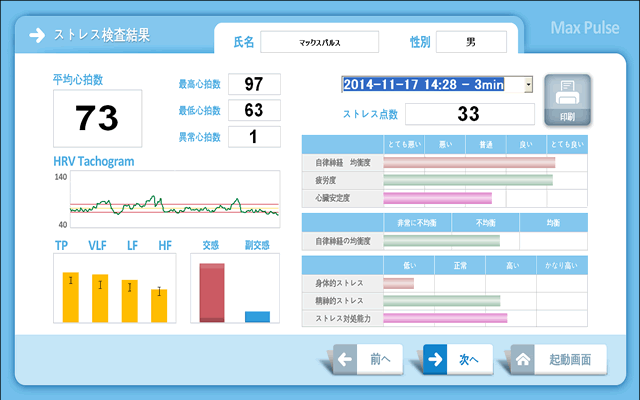 ストレス検査結果
氏名
マックスパルス
性別
男
Max Pulse
平均心拍数
73
最高心拍数
97
最低心拍数
63
異常心拍数
1
2014-11-17 14:28 - 3min
ストレス点数
33
印刷
HRV Tachogram
140
40
TP VLF LF HF
交感 副交感
とても悪い 悪い 普通 良い とても良い
自律神経 均衡度
疲労度
心臓安定度
非常に不均衡 不均衡 均衡
自律神経の均衡度
低い 正常 高い かなり高い
身体的ストレス
精神的ストレス
ストレス対処能力
前へ
次へ
起動画面